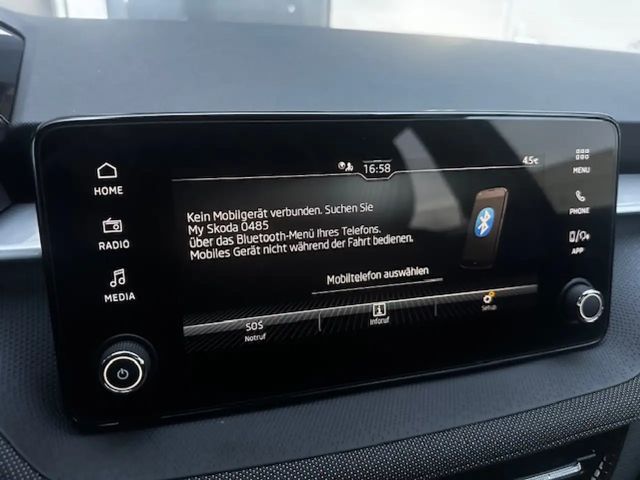 16:58
4.5°C
HOME
RADIO
MEDIA
Kein Mobilgerät verbunden. Suchen Sie
My Skoda 0485
über das Bluetooth-Menü Ihres Telefons.
Mobiles Gerät nicht während der Fahrt bedienen.
Mobiltelefon auswählen
SOS
Notruf
Inforuf
Setup
MENU
PHONE
APP